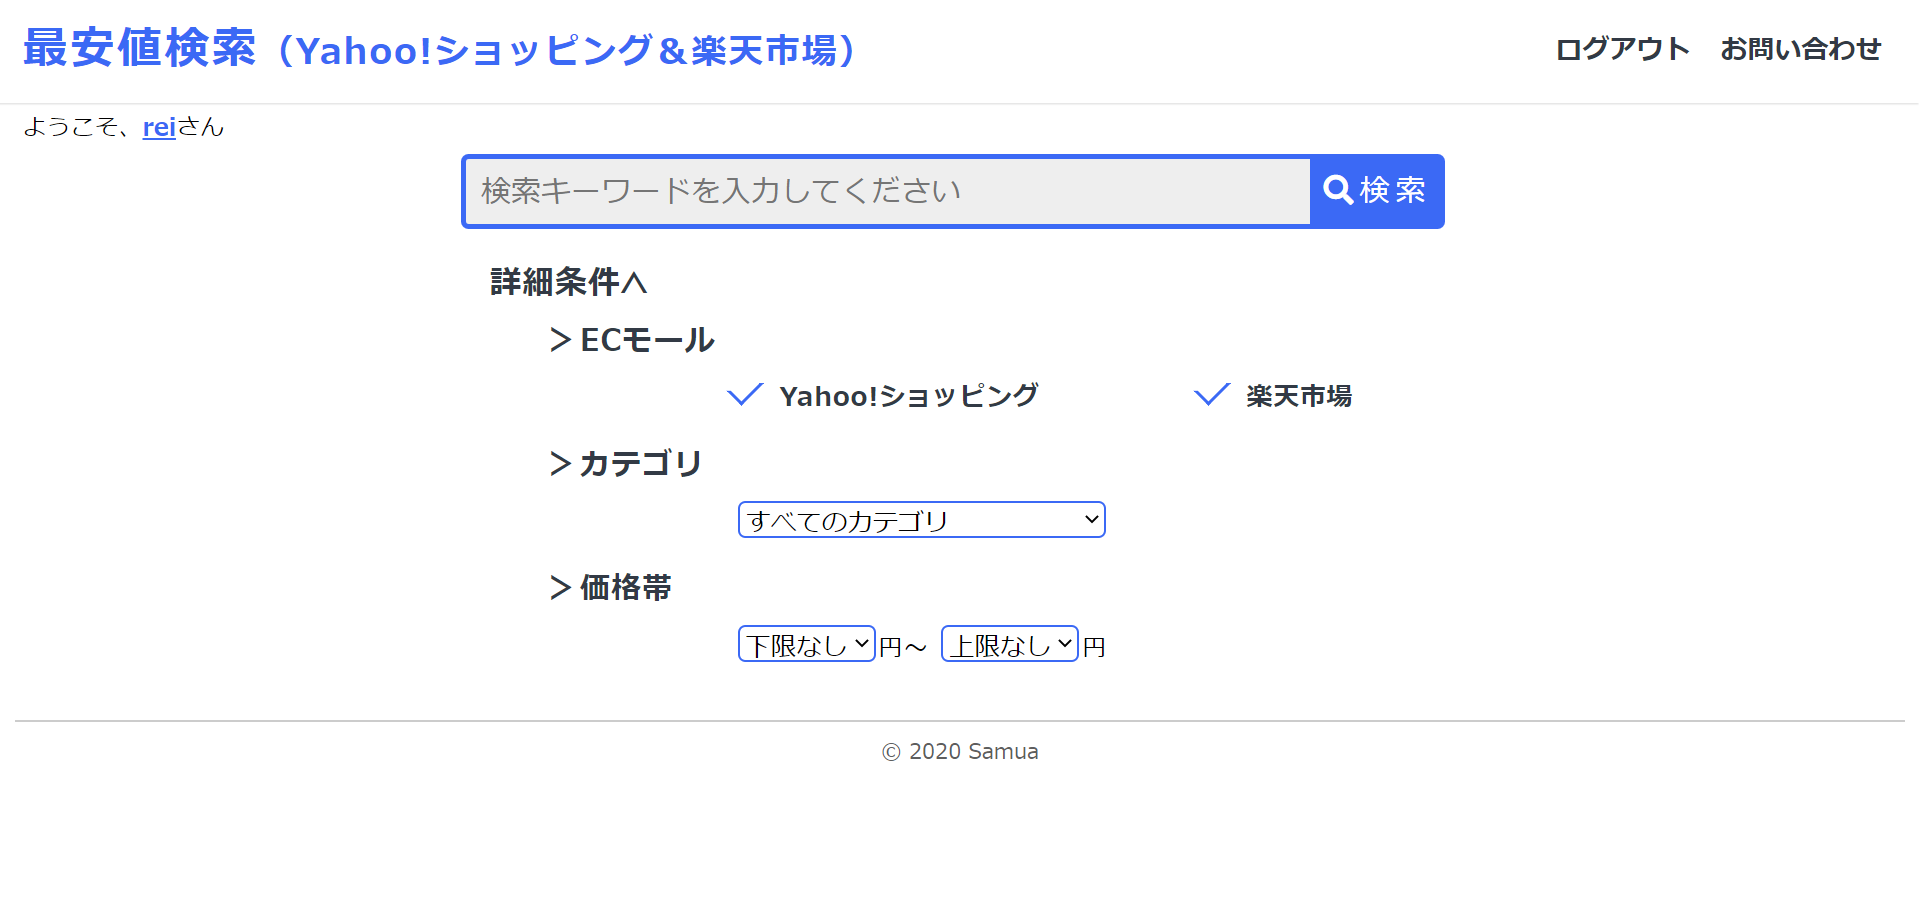 最安値検索（Yahoo!ショッピング＆楽天市場）
ログアウト お問い合わせ
ようこそ、reiさん
検索キーワードを入力してください 検索
詳細条件へ
＞ECモール
Yahoo!ショッピング 楽天市場
＞カテゴリ
すべてのカテゴリ
＞価格帯
下限なし 円～ 上限なし 円
© 2020 Samua